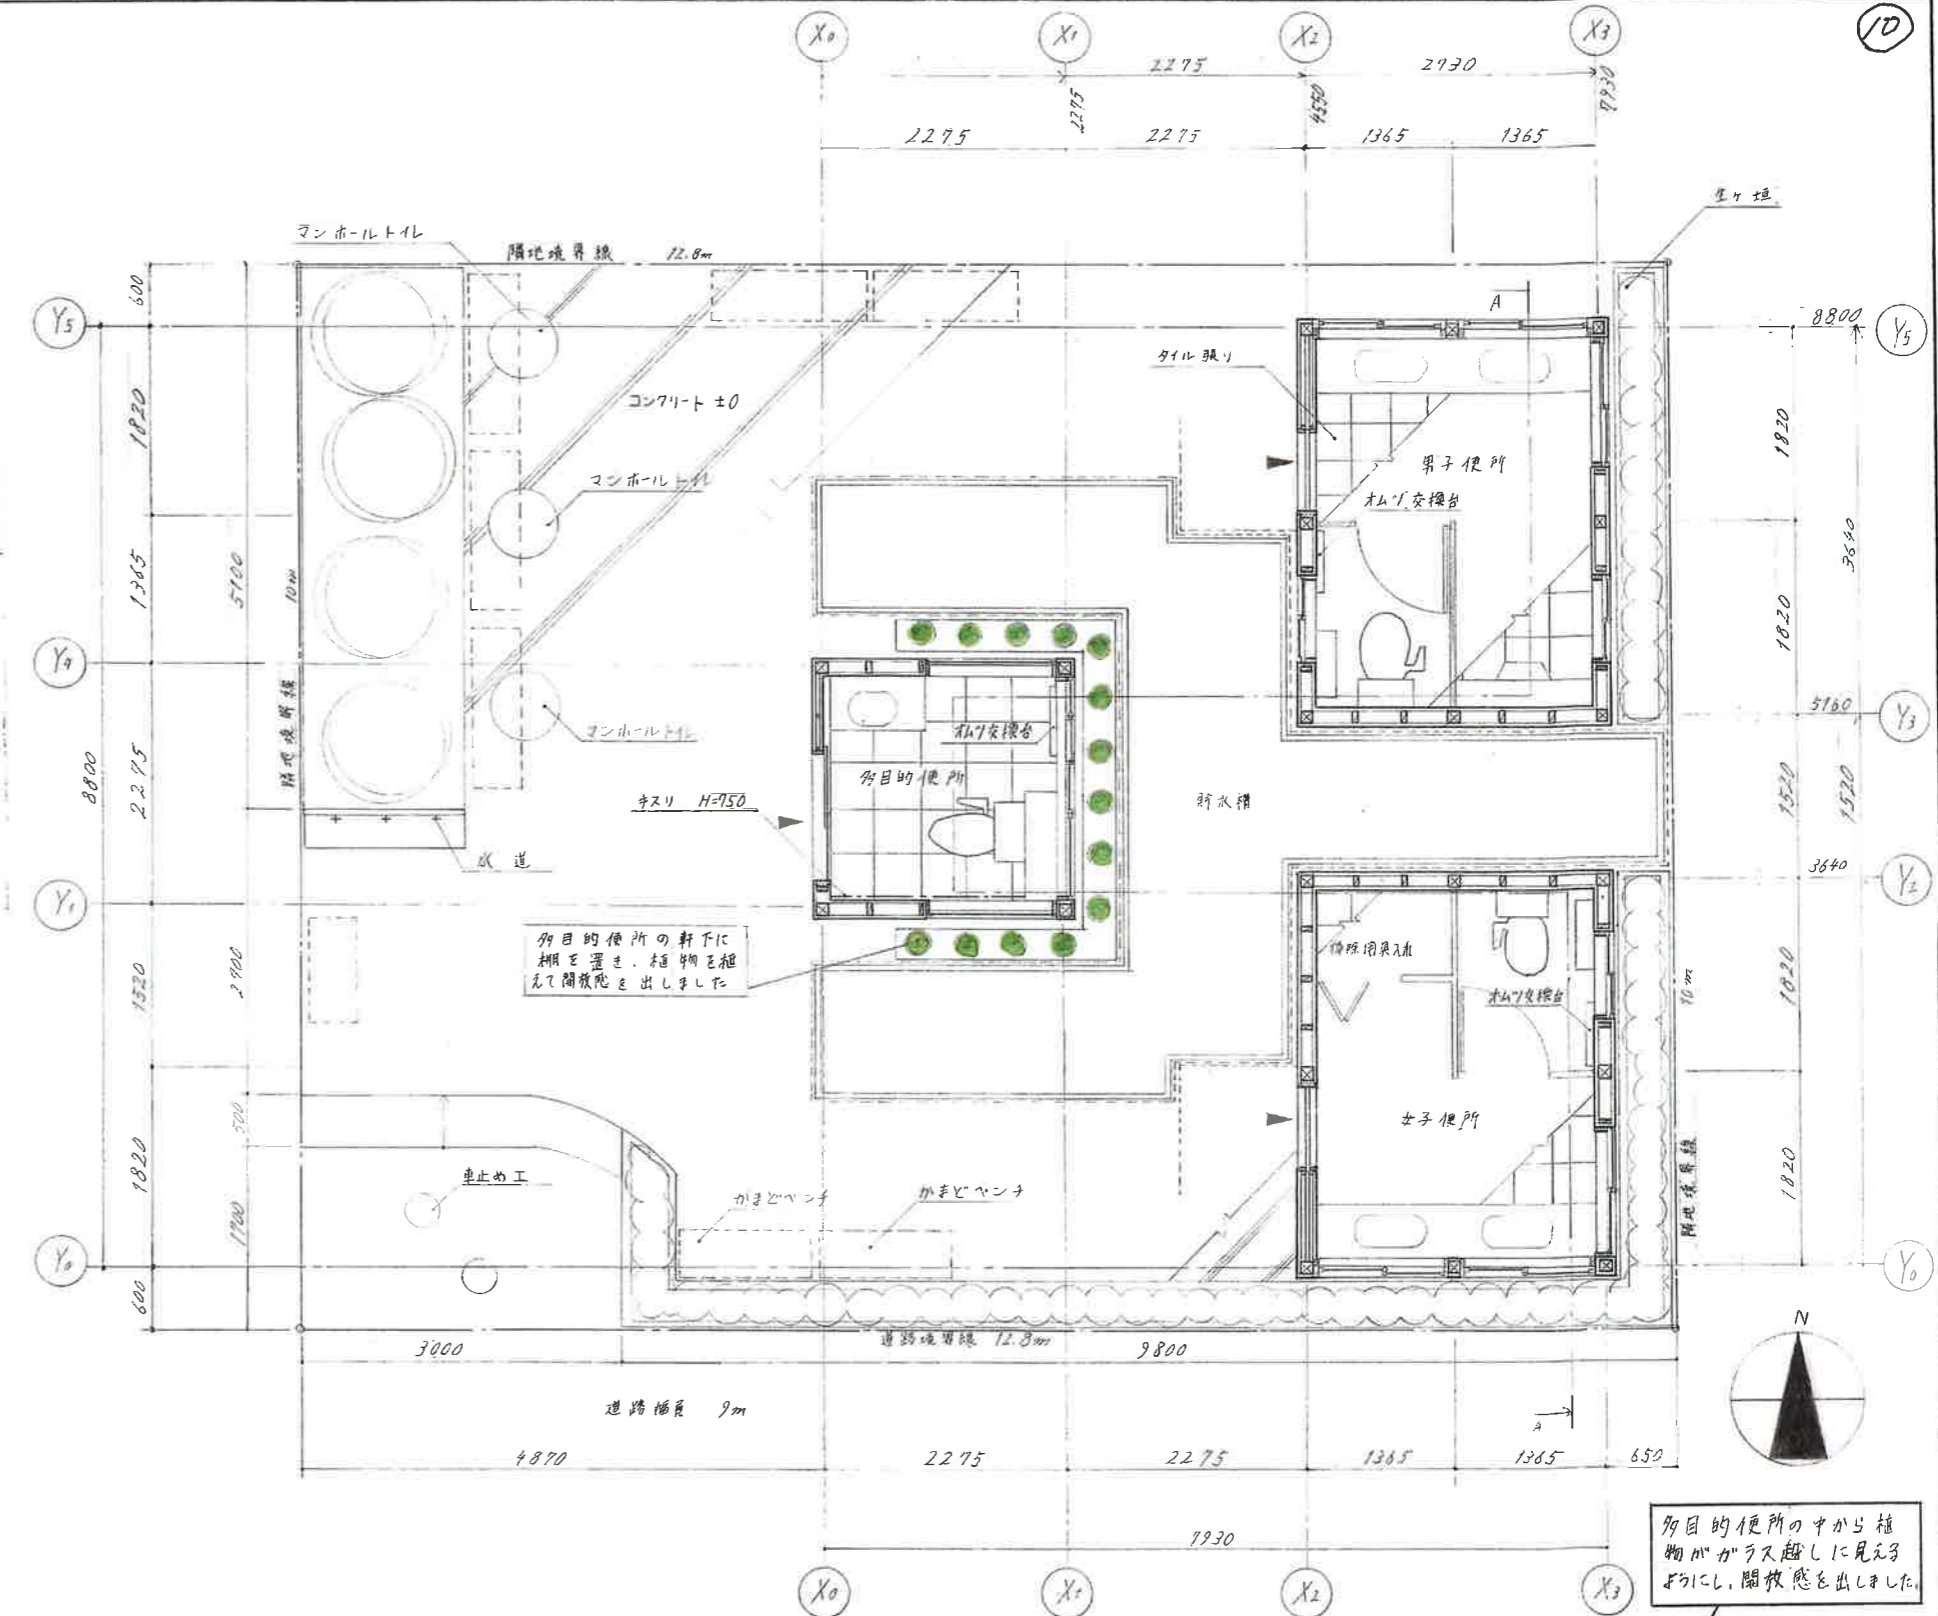 ⑩
X0
X1
X2
X3
2275
2730
2275
4550
7930
2275
2275
1365
1365
生ケ垣
マンホールトイレ
隣地境界線 12.8m
600
Y5
A
8800
Y5
タイル張り
コンクリート ±0
1820
1820
マンホールトイレ
男子便所
オムツ交換台
1365
5100
10m
3640
1820
Y4
隣地境界線
マンホールトイレ
オムツ交換台
5160
Y3
8800
2275
多目的便所
手スリ H=750
貯水槽
1520
1520
水道
3640
Y2
Y1
多目的便所の軒下に
棚を置き、植物を植
えて開放感を出しました
掃除用具入れ
オムツ交換台
10m
1820
1520
2700
500
女子便所
車止め工
かまどベンチ
かまどベンチ
1820
1700
隣地境界線
1820
Y0
Y0
600
道路境界線 12.8m
3000
9800
N
道路幅員 9m
A
4870
2275
2275
1365
1365
650
7930
多目的便所の中から植
物がガラス越しに見える
ようにし、開放感を出しました。
X0
X1
X2
X3